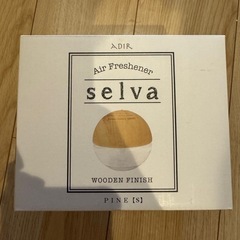 ADIR
Air Freshener
selva
WOODEN FINISH
PINE【S】